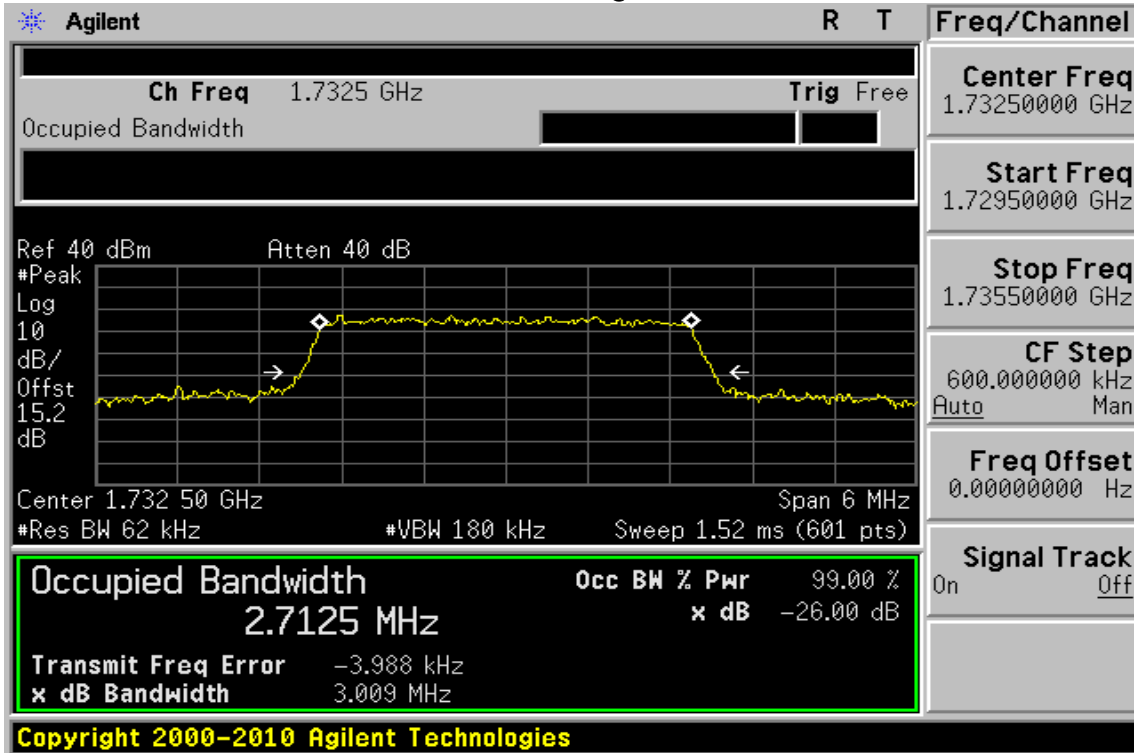 Agilent R T Freq/Channel
Ch Freq 1.7325 GHz Trig Free
Occupied Bandwidth
Center Freq
1.73250000 GHz
Start Freq
1.72950000 GHz
Stop Freq
1.73550000 GHz
CF Step
600.000000 kHz
Auto Man
Freq Offset
0.00000000 Hz
Signal Track
On Off
Ref 40 dBm Atten 40 dB
#Peak
Log
10
dB/
Offst
15.2
dB
Center 1.732 50 GHz Span 6 MHz
#Res BW 62 kHz #VBW 180 kHz Sweep 1.52 ms (601 pts)
Occupied Bandwidth Occ BW % Pwr 99.00 %
2.7125 MHz x dB -26.00 dB
Transmit Freq Error -3.988 kHz
x dB Bandwidth 3.009 MHz
Copyright 2000-2010 Agilent Technologies